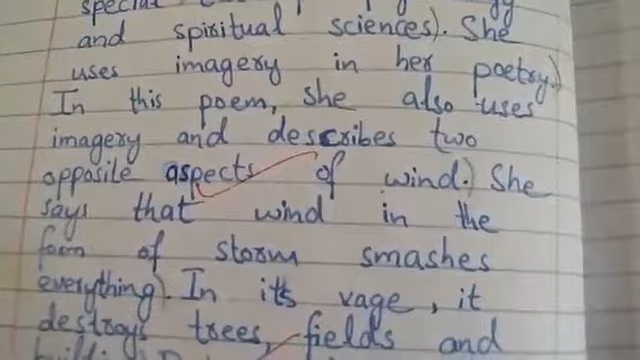 special
and spiritual sciences). She
uses imagery in her poetry.)
In this poem, she also uses
imagery and describes two
opposite aspects of wind.) She
says that wind in the
form of storm smashes
everything). In its rage, it
destroys trees, fields and